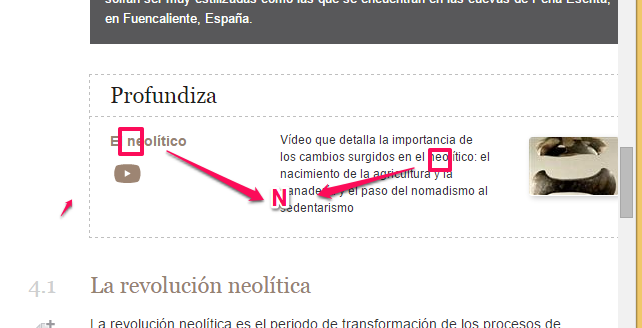 solían ser muy estilizadas como las que se encuentran en las cuevas de Peña Escrita,
en Fuencaliente, España.
Profundiza
El neolítico
Vídeo que detalla la importancia de
los cambios surgidos en el neolítico: el
nacimiento de la agricultura y la
ganadería y el paso del nomadismo al
sedentarismo
N
4.1 La revolución neolítica
La revolución neolítica es el periodo de transformación de los procesos de